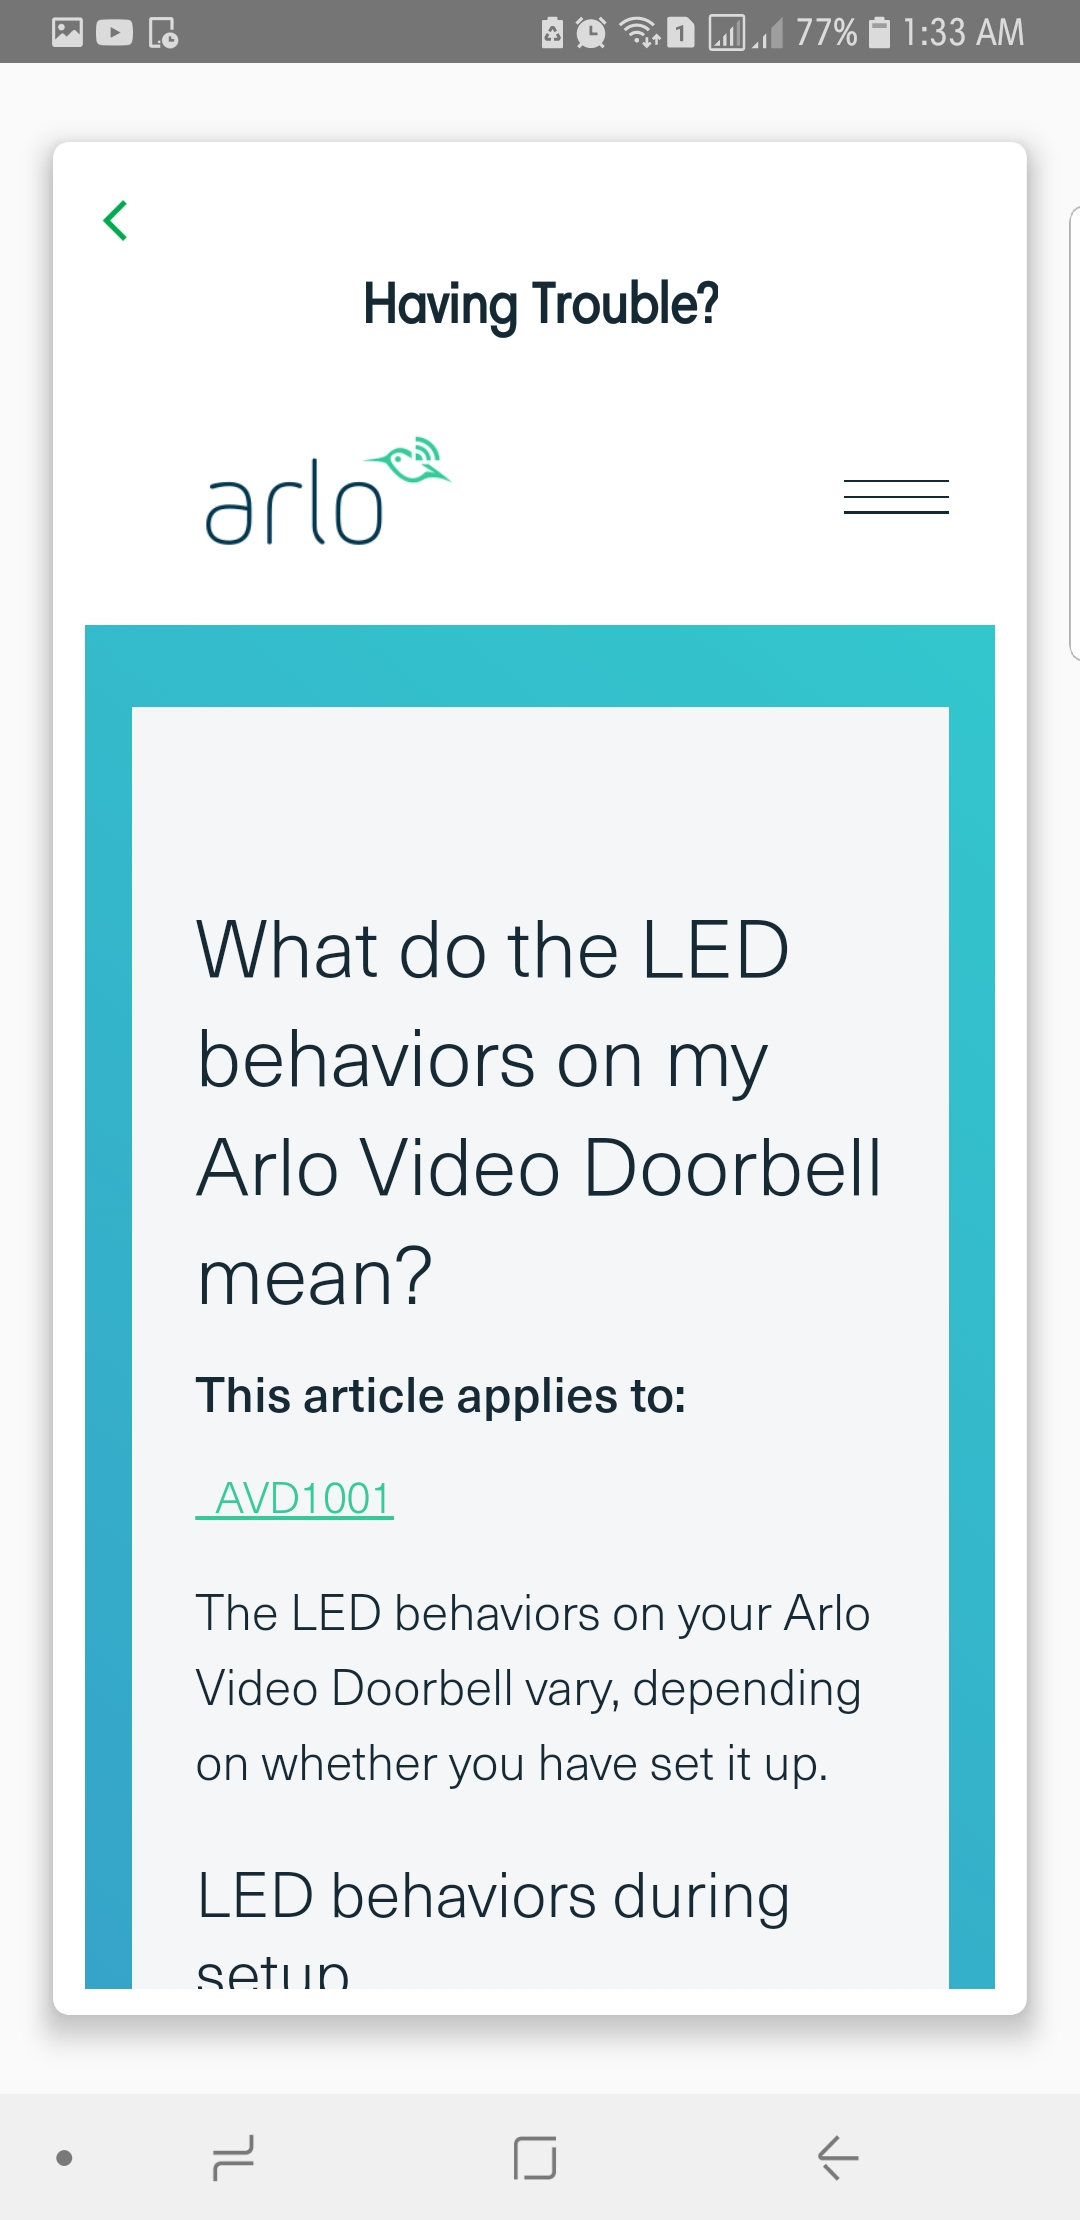 1 77% 1:33 AM
Having Trouble?
arlo
What do the LED
behaviors on my
Arlo Video Doorbell
mean?
This article applies to:
AVD1001
The LED behaviors on your Arlo
Video Doorbell vary, depending
on whether you have set it up.
LED behaviors during
setup